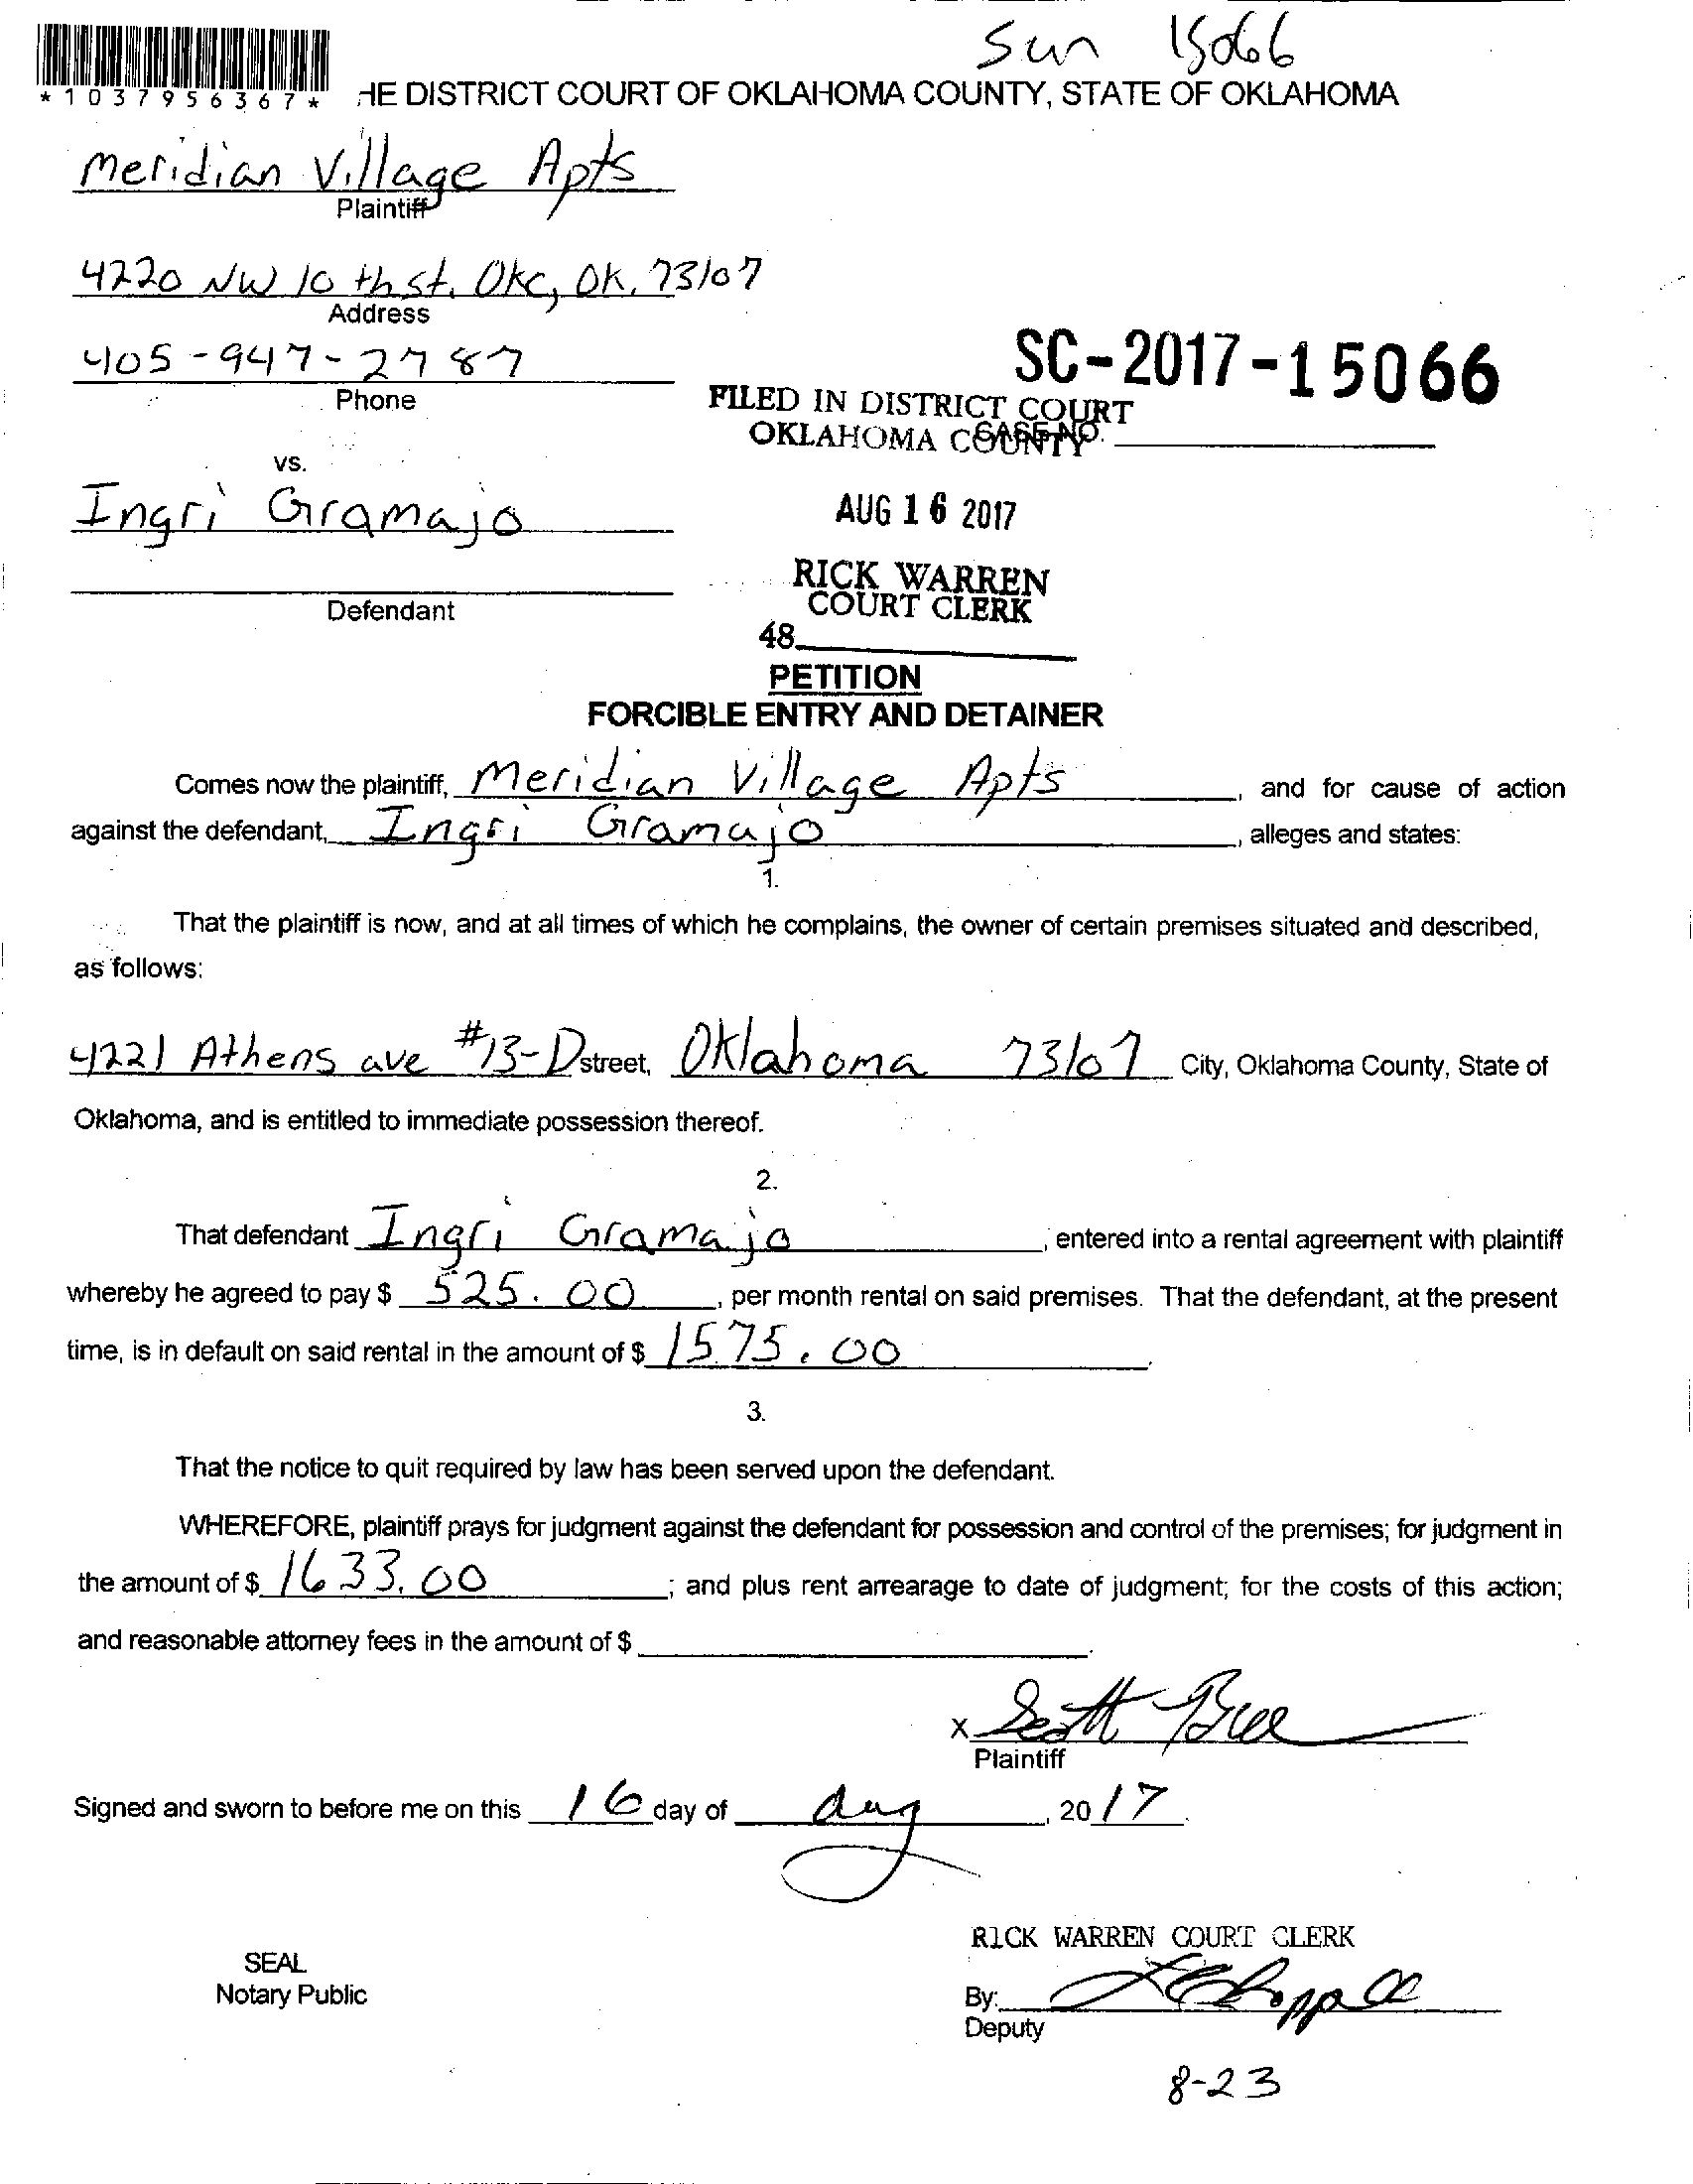 Sun 15066
*1037956367* HE DISTRICT COURT OF OKLAHOMA COUNTY, STATE OF OKLAHOMA
Meridian Village Apts
Plaintiff
4220 NW 10 th st. Okc, OK. 73107
Address
405-947-2787
Phone
SC-2017-15066
FILED IN DISTRICT COURT
OKLAHOMA COUNTY
CASE NO.
vs.
Ingri Gramajo
AUG 16 2017
RICK WARREN
COURT CLERK
Defendant
48
PETITION
FORCIBLE ENTRY AND DETAINER
Comes now the plaintiff, Meridian Village Apts, and for cause of action
against the defendant, Ingri Gramajo, alleges and states:
1.
That the plaintiff is now, and at all times of which he complains, the owner of certain premises situated and described,
as follows:
4221 Athens ave #13-D street, Oklahoma 73107 City, Oklahoma County, State of
Oklahoma, and is entitled to immediate possession thereof.
2.
That defendant Ingri Gramajo, entered into a rental agreement with plaintiff
whereby he agreed to pay $ 525.00, per month rental on said premises. That the defendant, at the present
time, is in default on said rental in the amount of $ 1575.00.
3.
That the notice to quit required by law has been served upon the defendant.
WHEREFORE, plaintiff prays for judgment against the defendant for possession and control of the premises; for judgment in
the amount of $ 1633.00; and plus rent arrearage to date of judgment; for the costs of this action;
and reasonable attorney fees in the amount of $ .
x Scott
Plaintiff
Signed and sworn to before me on this 16 day of Aug, 2017.
RICK WARREN COURT CLERK
SEAL
Notary Public
By:
Deputy
8-23